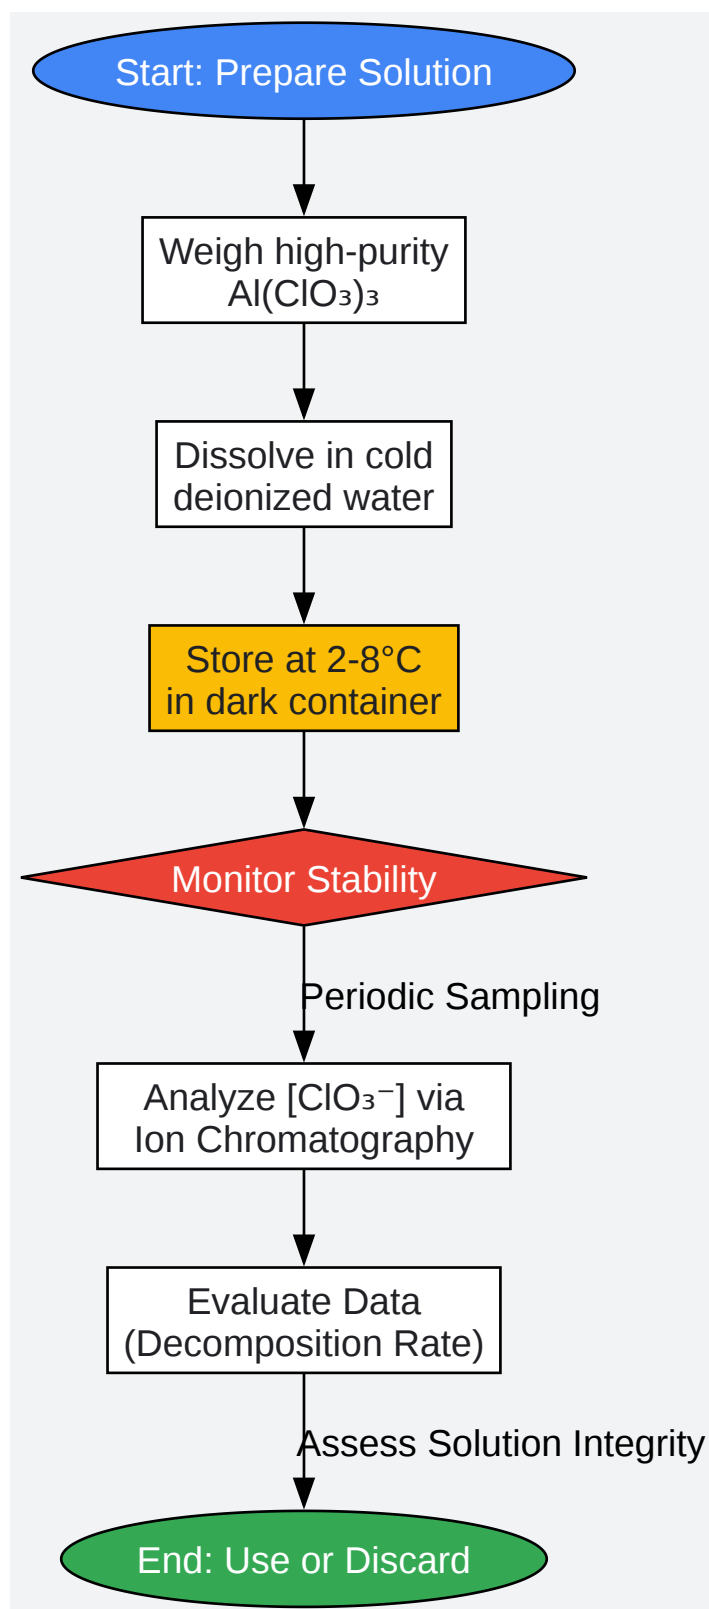 Start: Prepare Solution
Weigh high-purity
Al(ClO₃)₃
Dissolve in cold
deionized water
Store at 2-8°C
in dark container
Monitor Stability
Periodic Sampling
Analyze [ClO₃⁻] via
Ion Chromatography
Evaluate Data
(Decomposition Rate)
Assess Solution Integrity
End: Use or Discard